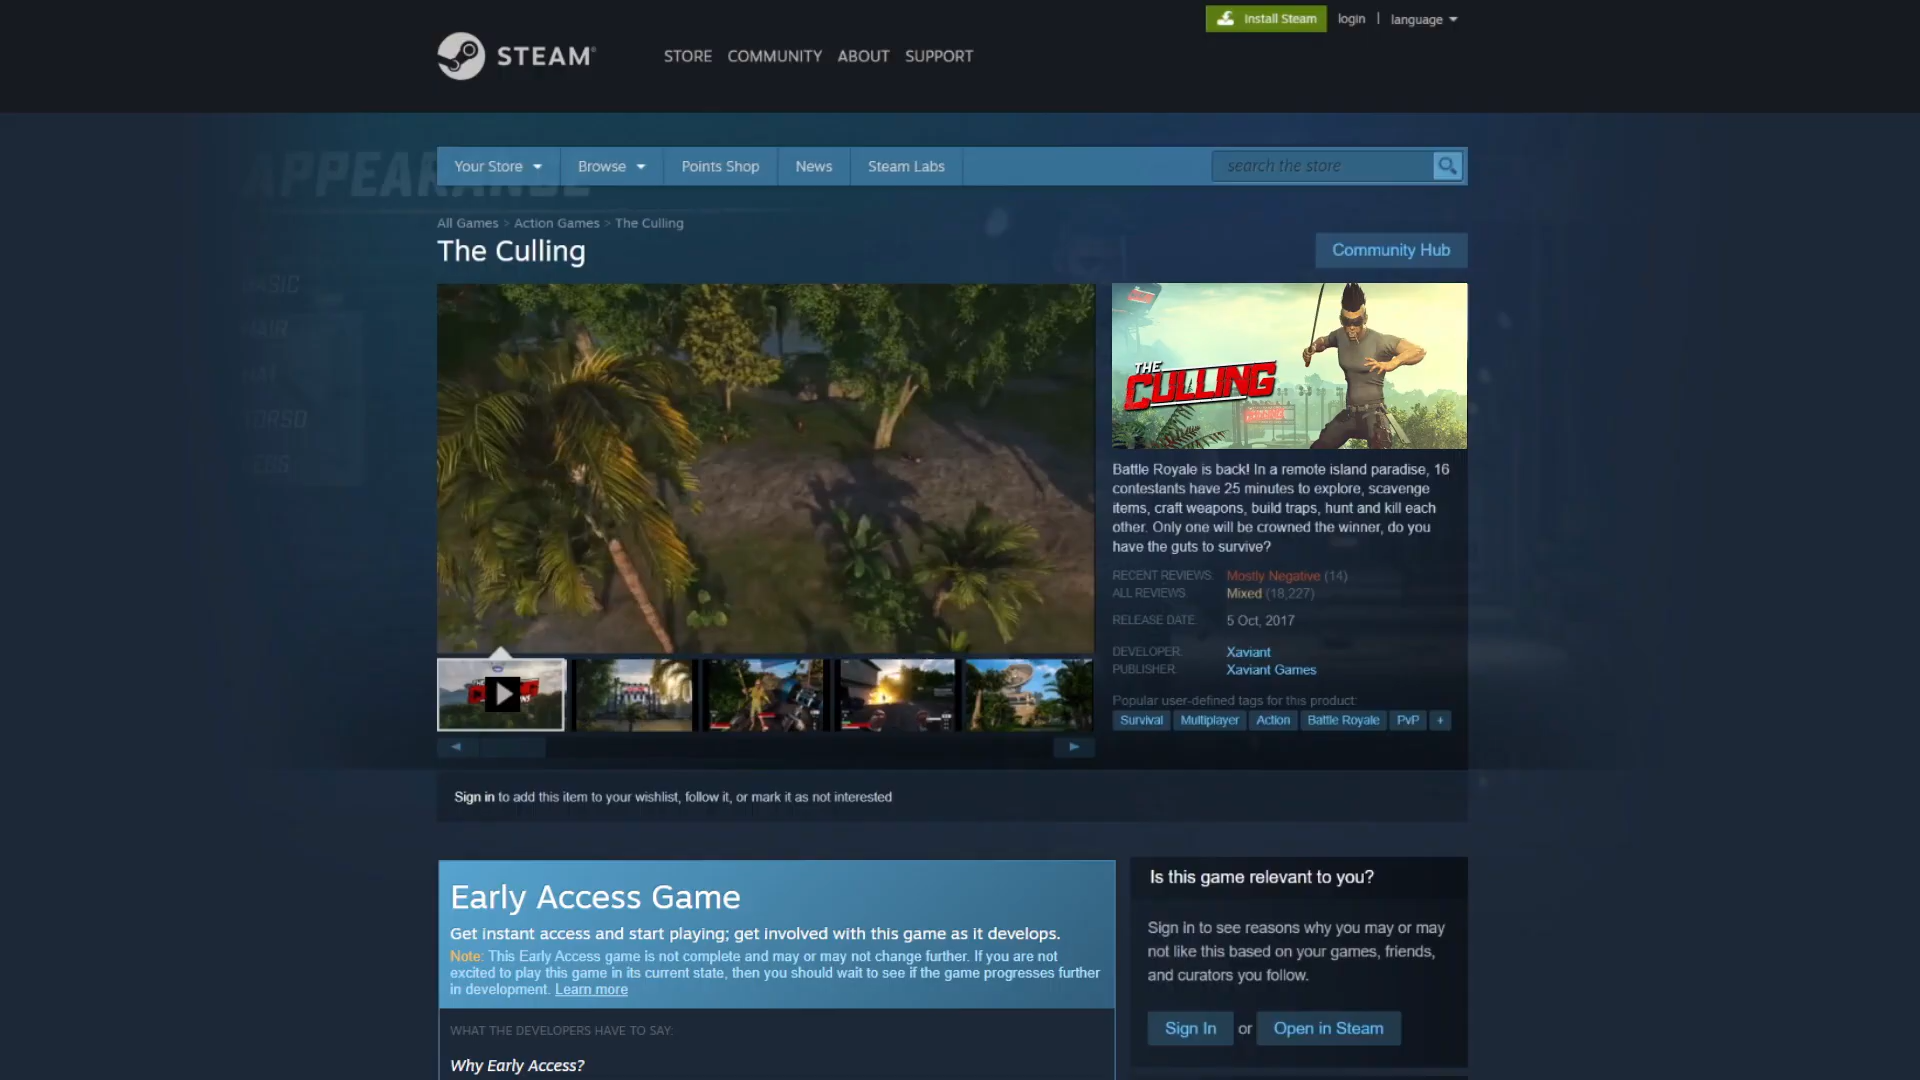 Install Steam login | language
STEAM®
STORE COMMUNITY ABOUT SUPPORT
APPEARANCE
Your Store Browse Points Shop News Steam Labs search the store
All Games > Action Games > The Culling
The Culling
Community Hub
BASIC
HAIR
HAT
TORSO
LEGS
THE
CULLING
Battle Royale is back! In a remote island paradise, 16
contestants have 25 minutes to explore, scavenge
items, craft weapons, build traps, hunt and kill each
other. Only one will be crowned the winner, do you
have the guts to survive?
RECENT REVIEWS: Mostly Negative (14)
ALL REVIEWS: Mixed (18,227)
RELEASE DATE: 5 Oct, 2017
DEVELOPER: Xaviant
PUBLISHER: Xaviant Games
Popular user-defined tags for this product:
Survival Multiplayer Action Battle Royale PvP +
Sign in to add this item to your wishlist, follow it, or mark it as not interested
Early Access Game
Get instant access and start playing; get involved with this game as it develops.
Note: This Early Access game is not complete and may or may not change further. If you are not
excited to play this game in its current state, then you should wait to see if the game progresses further
in development. Learn more
WHAT THE DEVELOPERS HAVE TO SAY:
Why Early Access?
Is this game relevant to you?
Sign in to see reasons why you may or may
not like this based on your games, friends,
and curators you follow.
Sign In or Open in Steam